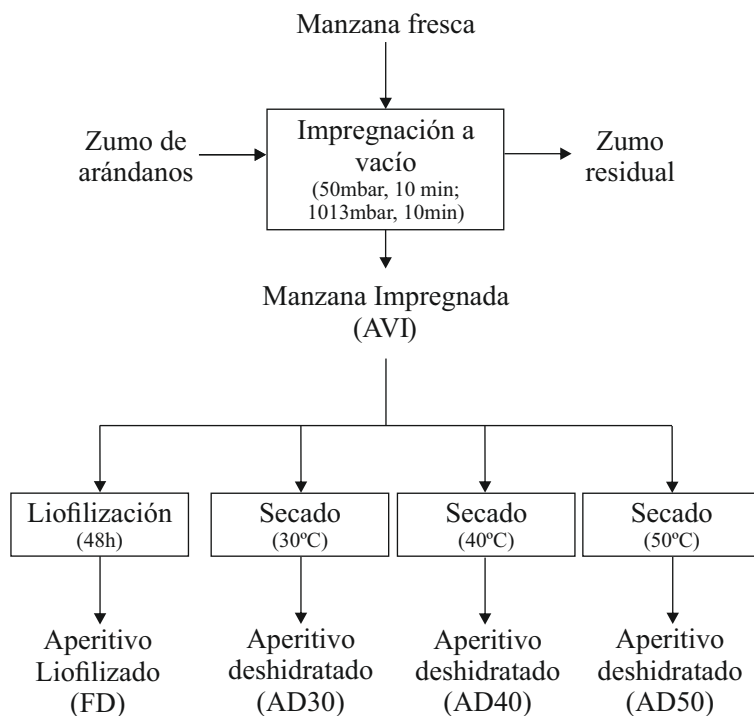 Manzana fresca
Zumo de
arándanos
Impregnación a
vacío
(50mbar, 10 min;
1013mbar, 10min)
Zumo
residual
Manzana Impregnada
(AVI)
Liofilización
(48h)
Secado
(30ºC)
Secado
(40ºC)
Secado
(50ºC)
Aperitivo
Liofilizado
(FD)
Aperitivo
deshidratado
(AD30)
Aperitivo
deshidratado
(AD40)
Aperitivo
deshidratado
(AD50)